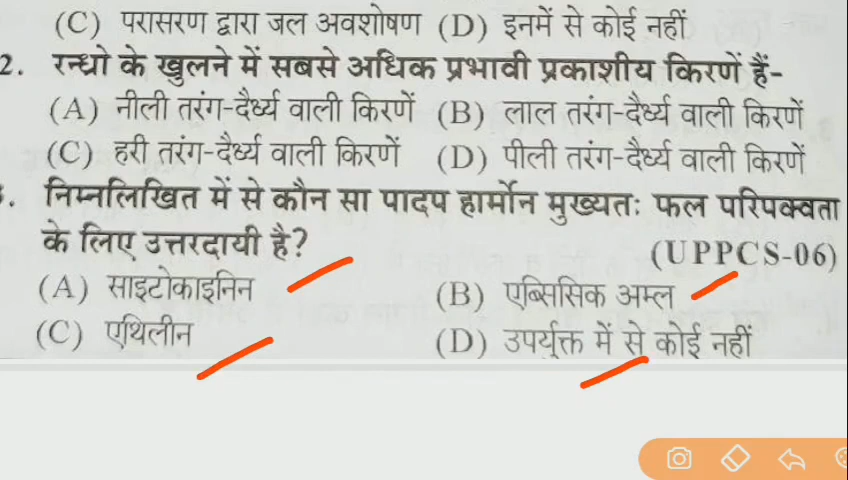 (C) परासरण द्वारा जल अवशोषण (D) इनमें से कोई नहीं
2. रन्ध्रो के खुलने में सबसे अधिक प्रभावी प्रकाशीय किरणें हैं-
(A) नीली तरंग-दैर्ध्य वाली किरणें (B) लाल तरंग-दैर्ध्य वाली किरणें
(C) हरी तरंग-दैर्ध्य वाली किरणें (D) पीली तरंग-दैर्ध्य वाली किरणें
. निम्नलिखित में से कौन सा पादप हार्मोन मुख्यतः फल परिपक्वता
के लिए उत्तरदायी है? (UPPCS-06)
(A) साइटोकाइनिन (B) एब्सिसिक अम्ल
(C) एथिलीन (D) उपर्युक्त में से कोई नहीं